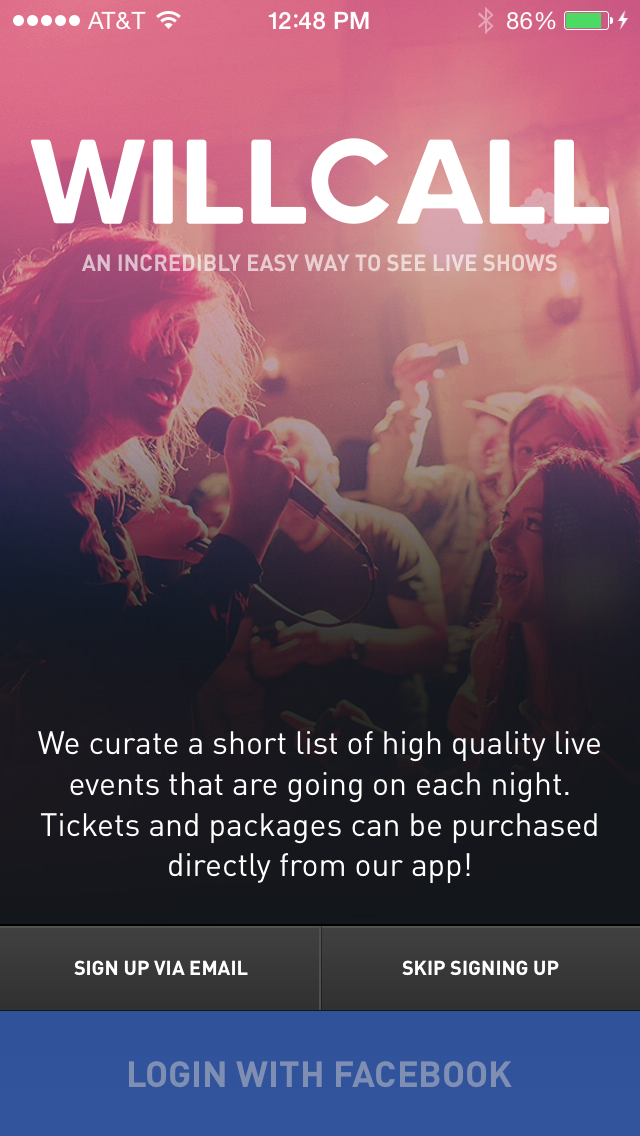 AT&T 12:48 PM 86%
WILLCALL
AN INCREDIBLY EASY WAY TO SEE LIVE SHOWS
We curate a short list of high quality live
events that are going on each night.
Tickets and packages can be purchased
directly from our app!
SIGN UP VIA EMAIL SKIP SIGNING UP
LOGIN WITH FACEBOOK